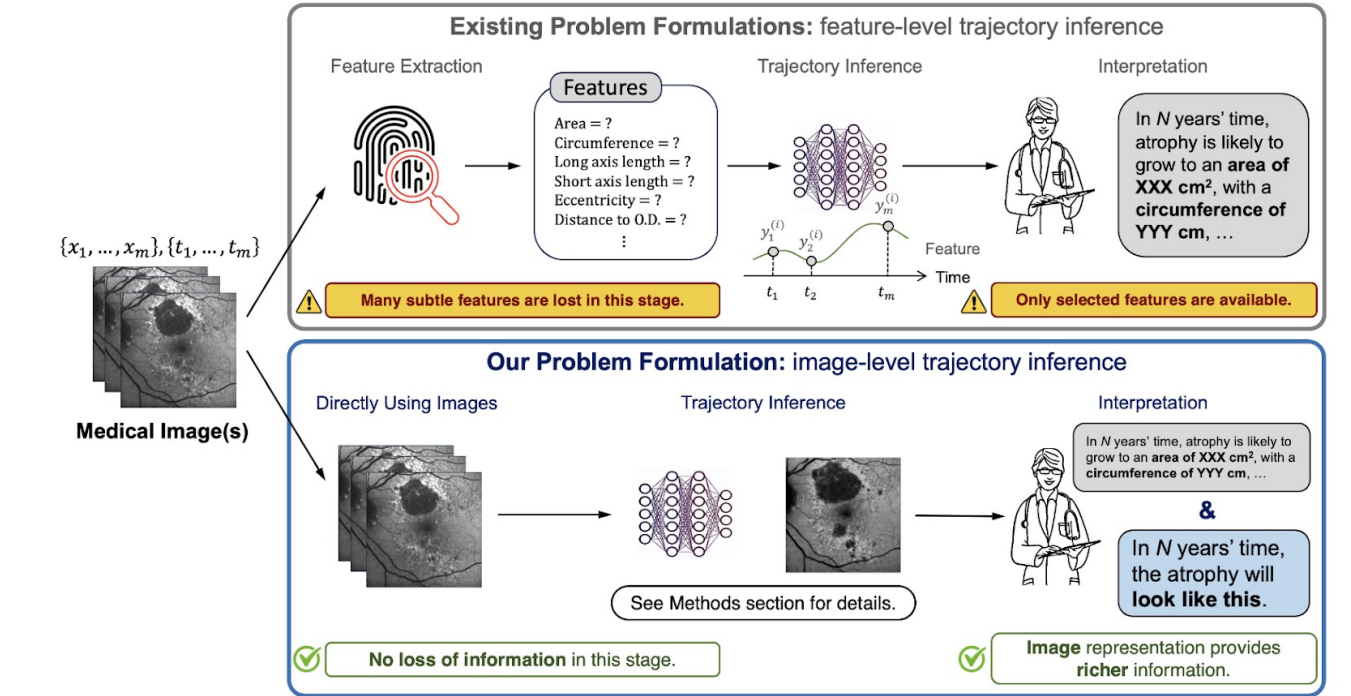 Existing Problem Formulations: feature-level trajectory inference
Feature Extraction
Trajectory Inference
Interpretation
Features
Area = ?
Circumference = ?
Long axis length = ?
Short axis length = ?
Eccentricity = ?
Distance to O.D. = ?
⋮
y₁⁽ⁱ⁾
y₂⁽ⁱ⁾
yₘ⁽ⁱ⁾
Feature
Time
t₁
t₂
tₘ
In N years' time,
atrophy is likely to
grow to an area of
XXX cm², with a
circumference of
YYY cm, …
Many subtle features are lost in this stage.
Only selected features are available.
{x₁, …, xₘ}, {t₁, …, tₘ}
Medical Image(s)
Our Problem Formulation: image-level trajectory inference
Directly Using Images
Trajectory Inference
Interpretation
In N years' time, atrophy is likely to
grow to an area of XXX cm², with a
circumference of YYY cm, …
&
In N years' time,
the atrophy will
look like this.
See Methods section for details.
No loss of information in this stage.
Image representation provides
richer information.